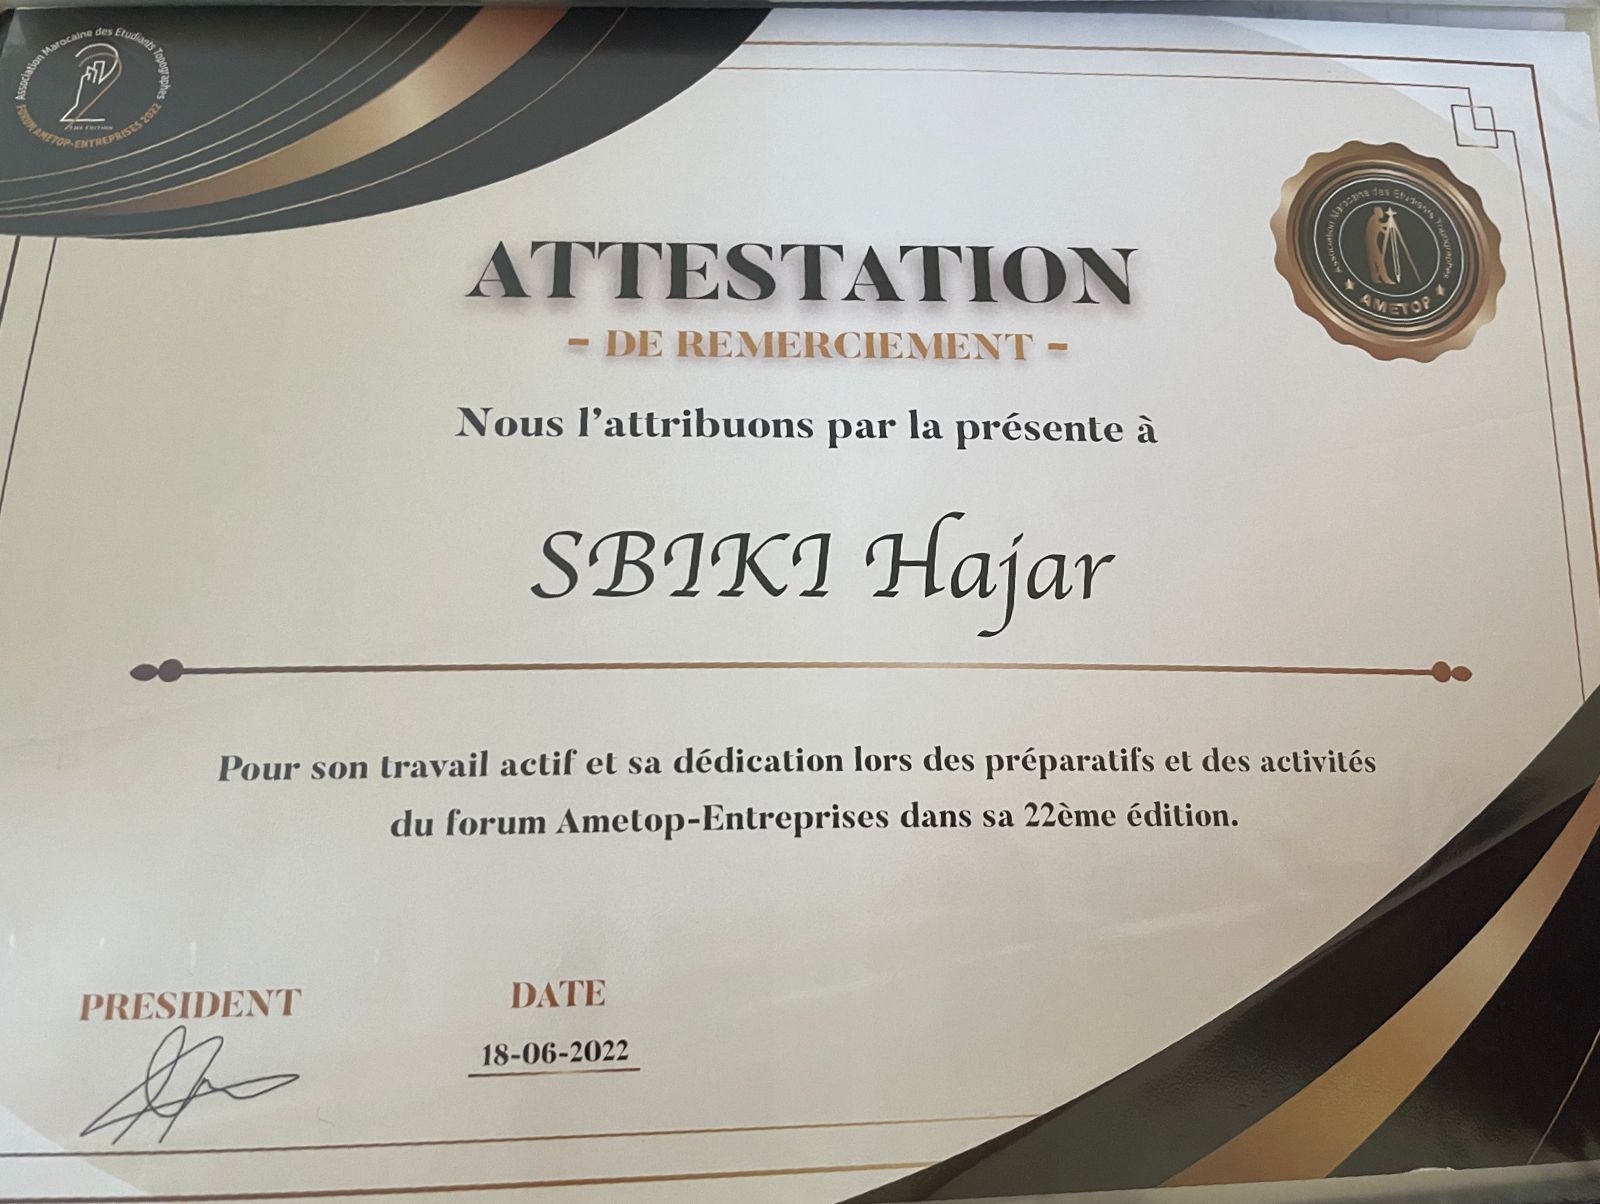 Association Marocaine des Etudiants Topographes
2EME EDITION
FORUM AMETOP-ENTREPRISES 2022
Association Marocaine des Etudiants Topographes
AMETOP
ATTESTATION
- DE REMERCIEMENT -
Nous l'attribuons par la présente à
SBIKI Hajar
Pour son travail actif et sa dédication lors des préparatifs et des activités
du forum Ametop-Entreprises dans sa 22ème édition.
PRESIDENT
DATE
18-06-2022